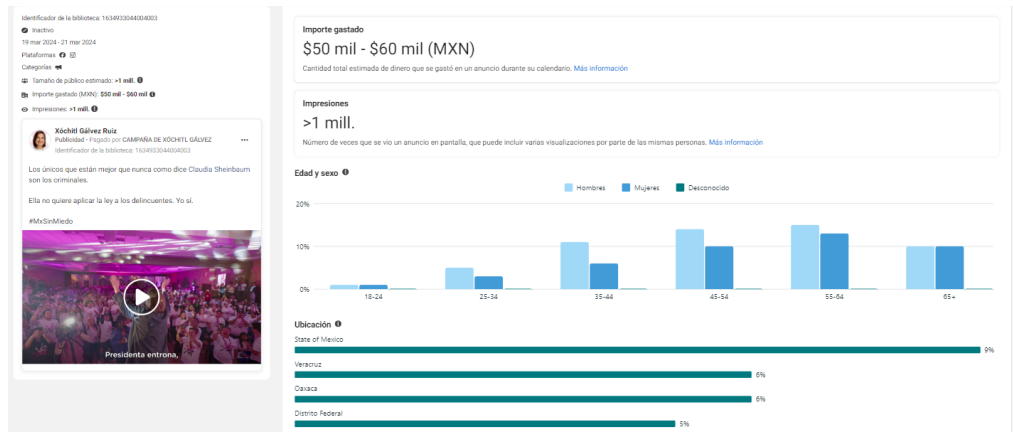 Identificador de la biblioteca: 1634933044004003
Inactivo
19 mar 2024 - 21 mar 2024
Plataformas
Categorías
Tamaño de público estimado: >1 mill.
Importe gastado (MXN): $50 mil - $60 mil
Impresiones: >1 mill.
Xóchitl Gálvez Ruiz
Publicidad • Pagado por CAMPAÑA DE XÓCHITL GÁLVEZ
Identificador de la biblioteca: 1634933044004003
Los únicos que están mejor que nunca como dice Claudia Sheinbaum
son los criminales.
Ella no quiere aplicar la ley a los delincuentes. Yo sí.
#MxSinMiedo
Presidenta entrona,
Importe gastado
$50 mil - $60 mil (MXN)
Cantidad total estimada de dinero que se gastó en un anuncio durante su calendario. Más información
Impresiones
>1 mill.
Número de veces que se vio un anuncio en pantalla, que puede incluir varias visualizaciones por parte de las mismas personas. Más información
Edad y sexo
Hombres Mujeres Desconocido
20%
10%
0%
18-24 25-34 35-44 45-54 55-64 65+
Ubicación
State of Mexico
9%
Veracruz
6%
Oaxaca
6%
Distrito Federal
5%